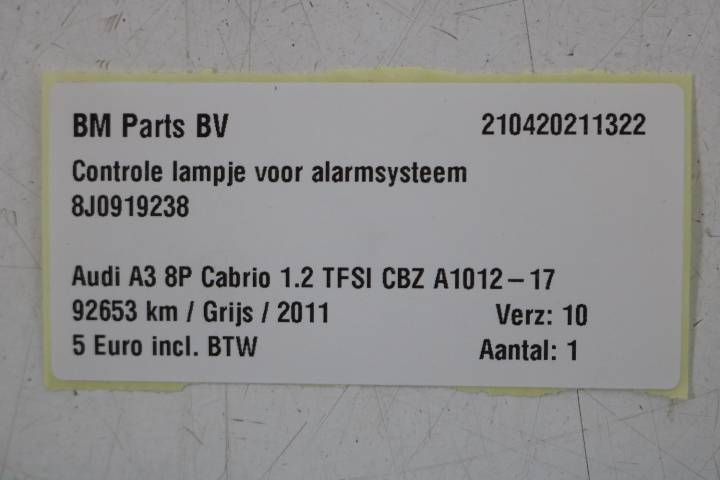 BM Parts BV 210420211322
Controle lampje voor alarmsysteem
8J0919238
Audi A3 8P Cabrio 1.2 TFSI CBZ A1012-17
92653 km / Grijs / 2011 Verz: 10
5 Euro incl. BTW Aantal: 1